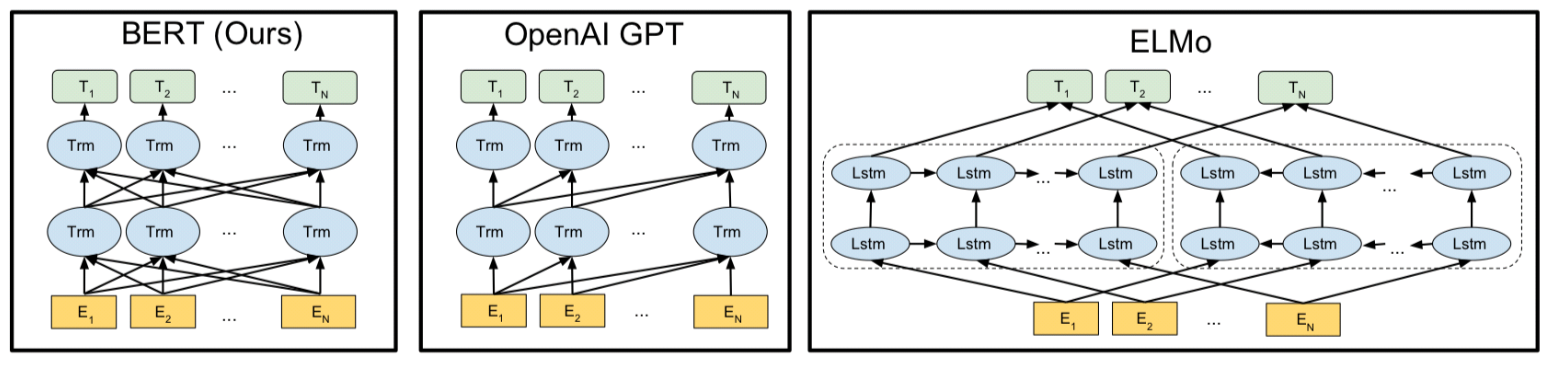 BERT (Ours)
T1 T2 ... TN
Trm Trm ... Trm
Trm Trm ... Trm
E1 E2 ... EN
OpenAI GPT
T1 T2 ... TN
Trm Trm ... Trm
Trm Trm ... Trm
E1 E2 ... EN
ELMo
T1 T2 ... TN
Lstm Lstm ... Lstm Lstm Lstm ... Lstm
Lstm Lstm ... Lstm Lstm Lstm ... Lstm
E1 E2 ... EN